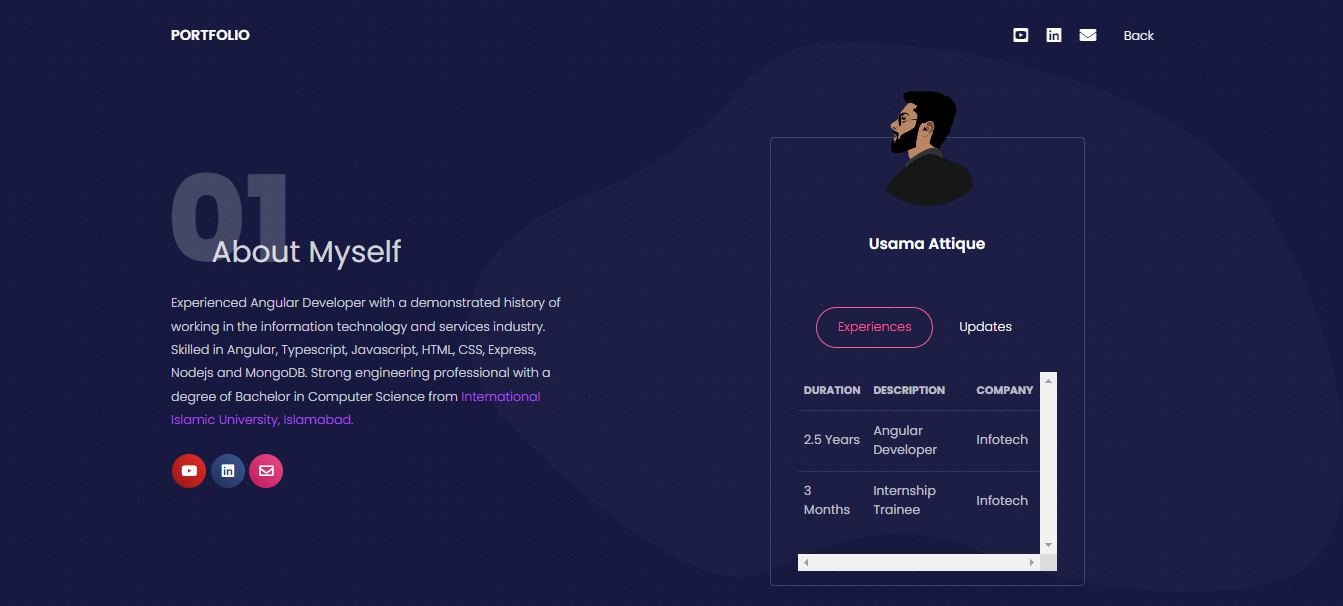 PORTFOLIO
Back
01
About Myself
Experienced Angular Developer with a demonstrated history of
working in the information technology and services industry.
Skilled in Angular, Typescript, Javascript, HTML, CSS, Express,
Nodejs and MongoDB. Strong engineering professional with a
degree of Bachelor in Computer Science from International
Islamic University, Islamabad.
Usama Attique
Experiences Updates
DURATION DESCRIPTION COMPANY
2.5 Years Angular Developer Infotech
3 Months Internship Trainee Infotech